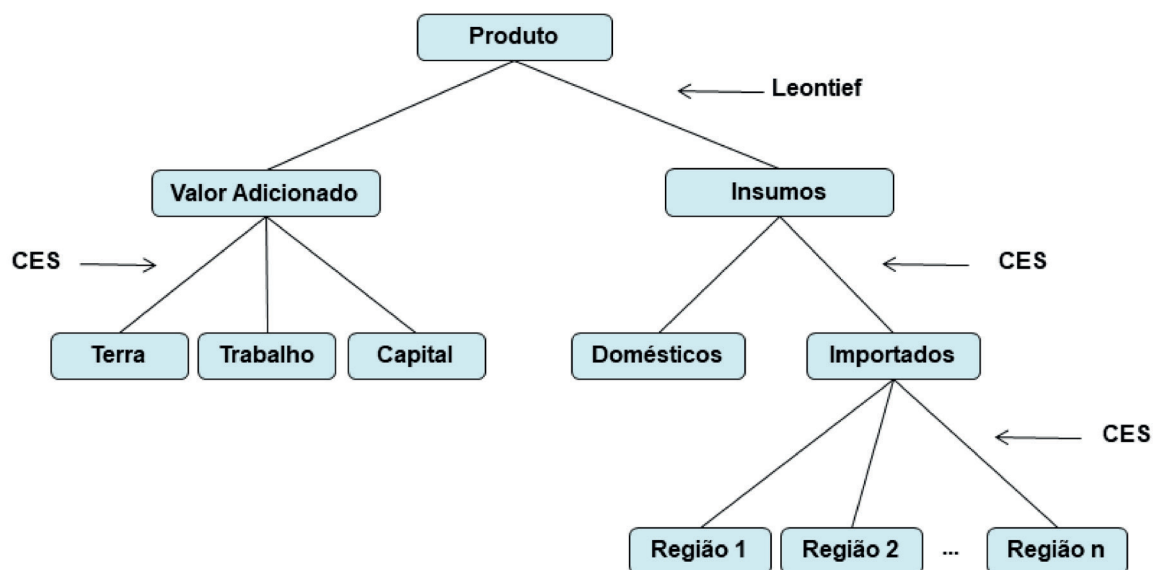 Produto
Leontief
Valor Adicionado
Insumos
CES
CES
Terra
Trabalho
Capital
Domésticos
Importados
CES
Região 1
Região 2
...
Região n